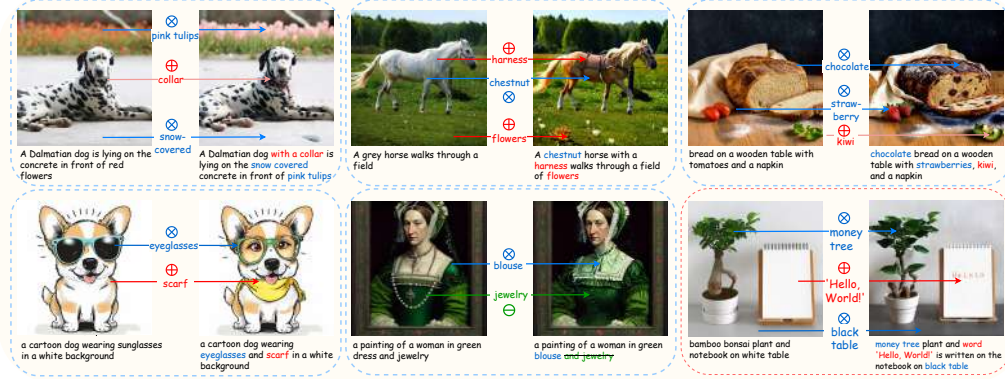 pink tulips
collar
snow-
covered
A Dalmatian dog is lying on the
concrete in front of red
flowers
A Dalmatian dog with a collar is
lying on the snow covered
concrete in front of pink tulips
harness
chestnut
flowers
A grey horse walks through a
field
A chestnut horse with a
harness walks through a field
of flowers
chocolate
straw-
berry
kiwi
bread on a wooden table with
tomatoes and a napkin
chocolate bread on a wooden
table with strawberries, kiwi,
and a napkin
eyeglasses
scarf
a cartoon dog wearing sunglasses
in a white background
a cartoon dog wearing
eyeglasses and scarf in a white
background
blouse
jewelry
a painting of a woman in green
dress and jewelry
a painting of a woman in green
blouse and jewelry
money
tree
'Hello,
World!'
black
table
bamboo bonsai plant and
notebook on white table
money tree plant and word
'Hello, World!' is written on the
notebook on black table